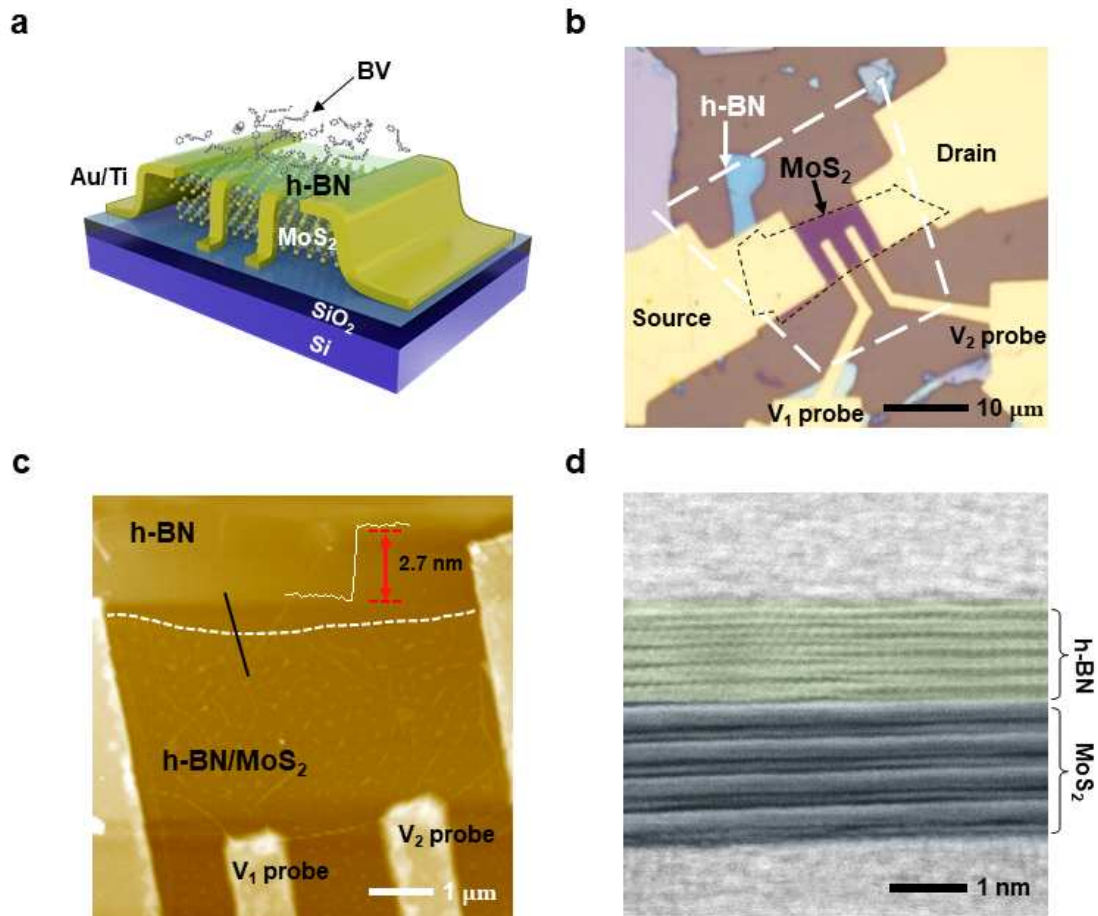 a
BV
Au/Ti
h-BN
MoS₂
SiO₂
Si
b
h-BN
MoS₂
Drain
Source
V₂ probe
V₁ probe
10 μm
c
h-BN
2.7 nm
h-BN/MoS₂
V₂ probe
V₁ probe
1 μm
d
h-BN
MoS₂
1 nm